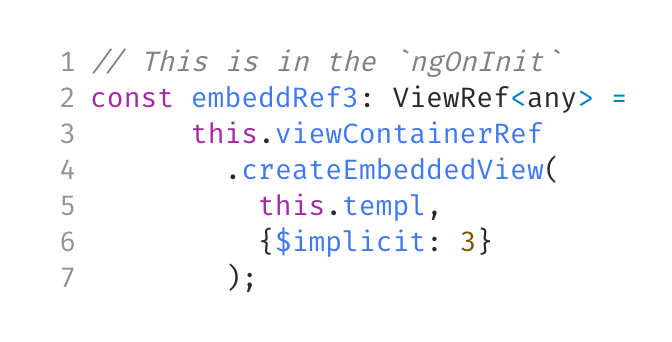 1 // This is in the `ngOnInit`
2 const embeddRef3: ViewRef<any> =
3 this.viewContainerRef
4 .createEmbeddedView(
5 this.templ,
6 {$implicit: 3}
7 );